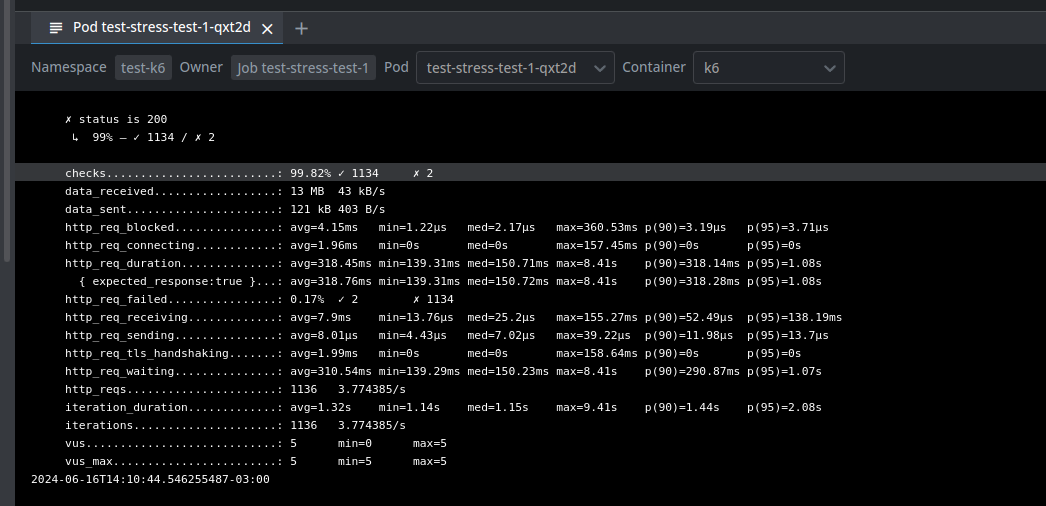 Pod test-stress-test-1-qxt2d × +
Namespace test-k6 Owner Job test-stress-test-1 Pod test-stress-test-1-qxt2d Container k6
✗ status is 200
↳ 99% — ✓ 1134 / ✗ 2
checks.........................: 99.82% ✓ 1134 ✗ 2
data_received..................: 13 MB 43 kB/s
data_sent......................: 121 kB 403 B/s
http_req_blocked...............: avg=4.15ms min=1.22µs med=2.17µs max=360.53ms p(90)=3.19µs p(95)=3.71µs
http_req_connecting............: avg=1.96ms min=0s med=0s max=157.45ms p(90)=0s p(95)=0s
http_req_duration..............: avg=318.45ms min=139.31ms med=150.71ms max=8.41s p(90)=318.14ms p(95)=1.08s
{ expected_response:true }...: avg=318.76ms min=139.31ms med=150.72ms max=8.41s p(90)=318.28ms p(95)=1.08s
http_req_failed................: 0.17% ✓ 2 ✗ 1134
http_req_receiving.............: avg=7.9ms min=13.76µs med=25.2µs max=155.27ms p(90)=52.49µs p(95)=138.19ms
http_req_sending...............: avg=8.01µs min=4.43µs med=7.02µs max=39.22µs p(90)=11.98µs p(95)=13.7µs
http_req_tls_handshaking.......: avg=1.99ms min=0s med=0s max=158.64ms p(90)=0s p(95)=0s
http_req_waiting...............: avg=310.54ms min=139.29ms med=150.23ms max=8.41s p(90)=290.87ms p(95)=1.07s
http_reqs......................: 1136 3.774385/s
iteration_duration.............: avg=1.32s min=1.14s med=1.15s max=9.41s p(90)=1.44s p(95)=2.08s
iterations.....................: 1136 3.774385/s
vus............................: 5 min=0 max=5
vus_max........................: 5 min=5 max=5
2024-06-16T14:10:44.546255487-03:00